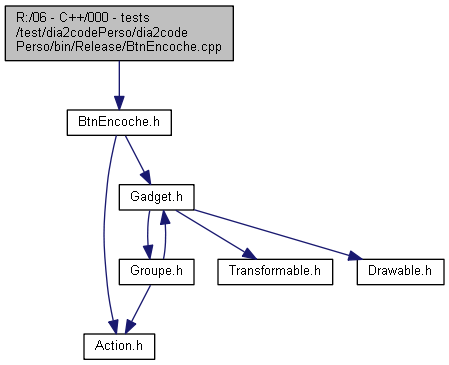 R:/06 - C++/000 - tests
/test/dia2codePerso/dia2code
Perso/bin/Release/BtnEncoche.cpp
BtnEncoche.h
Gadget.h
Groupe.h
Transformable.h
Drawable.h
Action.h